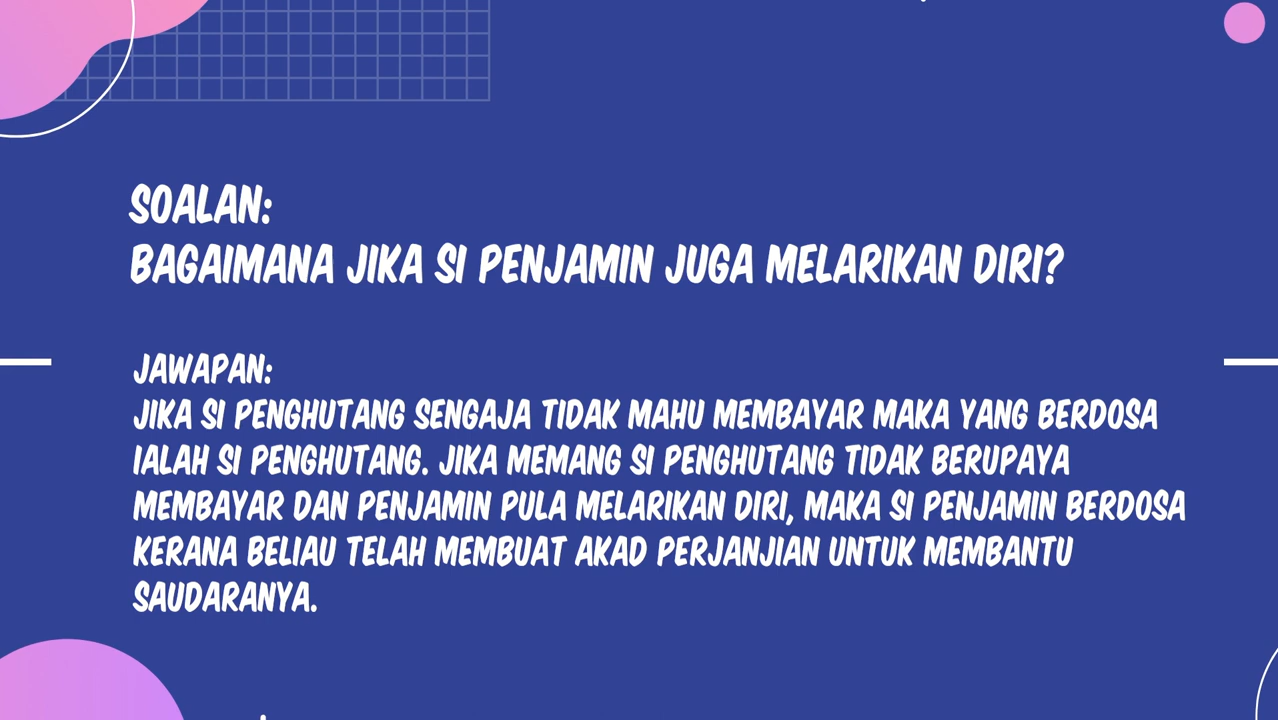 SOALAN:
BAGAIMANA JIKA SI PENJAMIN JUGA MELARIKAN DIRI?
JAWAPAN:
JIKA SI PENGHUTANG SENGAJA TIDAK MAHU MEMBAYAR MAKA YANG BERDOSA
IALAH SI PENGHUTANG. JIKA MEMANG SI PENGHUTANG TIDAK BERUPAYA
MEMBAYAR DAN PENJAMIN PULA MELARIKAN DIRI, MAKA SI PENJAMIN BERDOSA
KERANA BELIAU TELAH MEMBUAT AKAD PERJANJIAN UNTUK MEMBANTU
SAUDARANYA.